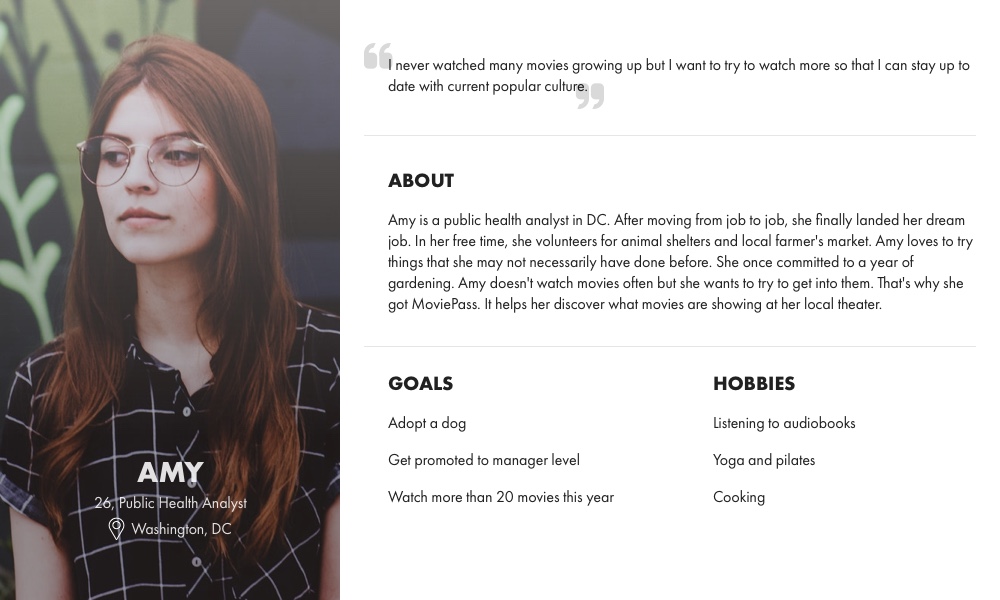 AMY
26, Public Health Analyst
Washington, DC
“I never watched many movies growing up but I want to try to watch more so that I can stay up to
date with current popular culture.”
ABOUT
Amy is a public health analyst in DC. After moving from job to job, she finally landed her dream
job. In her free time, she volunteers for animal shelters and local farmer's market. Amy loves to try
things that she may not necessarily have done before. She once committed to a year of
gardening. Amy doesn't watch movies often but she wants to try to get into them. That's why she
got MoviePass. It helps her discover what movies are showing at her local theater.
GOALS
Adopt a dog
Get promoted to manager level
Watch more than 20 movies this year
HOBBIES
Listening to audiobooks
Yoga and pilates
Cooking